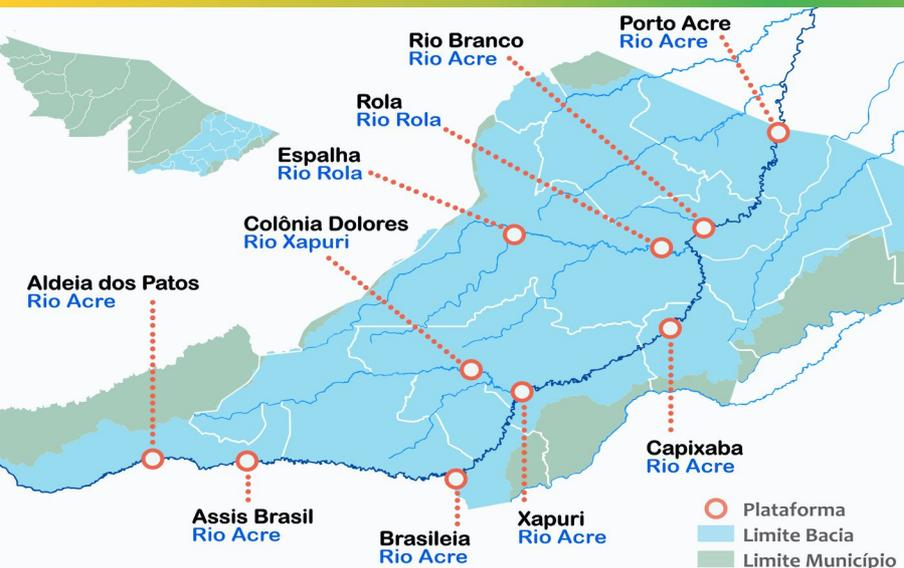 Porto Acre
Rio Acre
Rio Branco
Rio Acre
Rola
Rio Rola
Espalha
Rio Rola
Colônia Dolores
Rio Xapuri
Aldeia dos Patos
Rio Acre
Capixaba
Rio Acre
Assis Brasil
Rio Acre
Brasileia
Rio Acre
Xapuri
Rio Acre
Plataforma
Limite Bacia
Limite Município